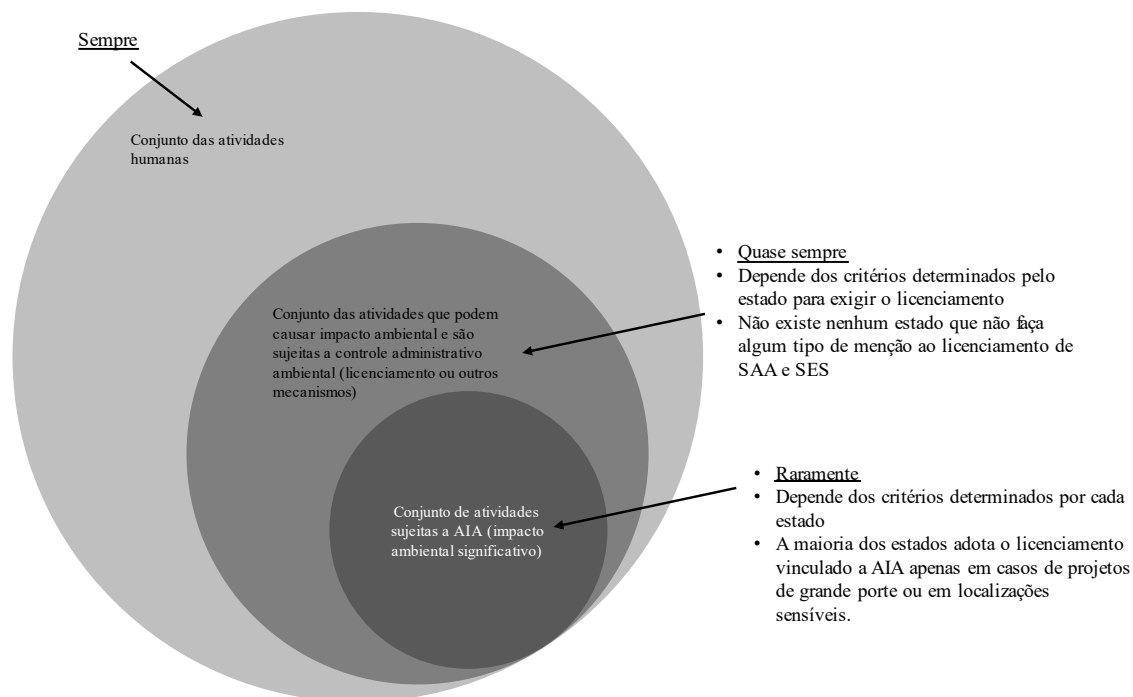 Sempre
Conjunto das atividades
humanas
• Quase sempre
• Depende dos critérios determinados pelo
estado para exigir o licenciamento
• Não existe nenhum estado que não faça
algum tipo de menção ao licenciamento de
SAA e SES
Conjunto das atividades que podem
causar impacto ambiental e são
sujeitas a controle administrativo
ambiental (licenciamento ou outros
mecanismos)
• Raramente
• Depende dos critérios determinados por cada
estado
• A maioria dos estados adota o licenciamento
vinculado a AIA apenas em casos de projetos
de grande porte ou em localizações
sensíveis.
Conjunto de atividades
sujeitas a AIA (impacto
ambiental significativo)